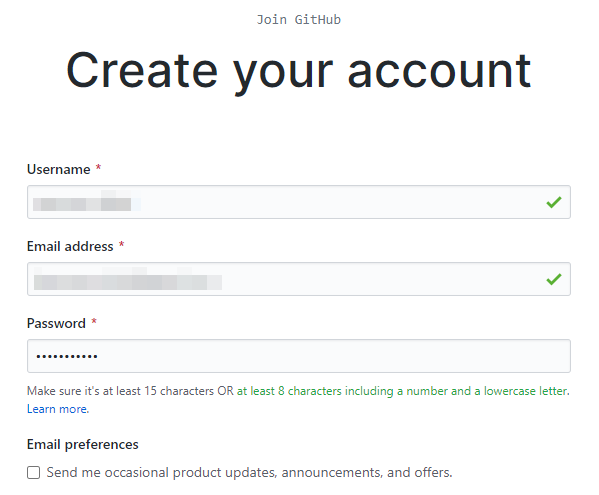 Join GitHub
Create your account
Username *
Email address *
Password *
•••••••••••
Make sure it's at least 15 characters OR at least 8 characters including a number and a lowercase letter.
Learn more.
Email preferences
Send me occasional product updates, announcements, and offers.